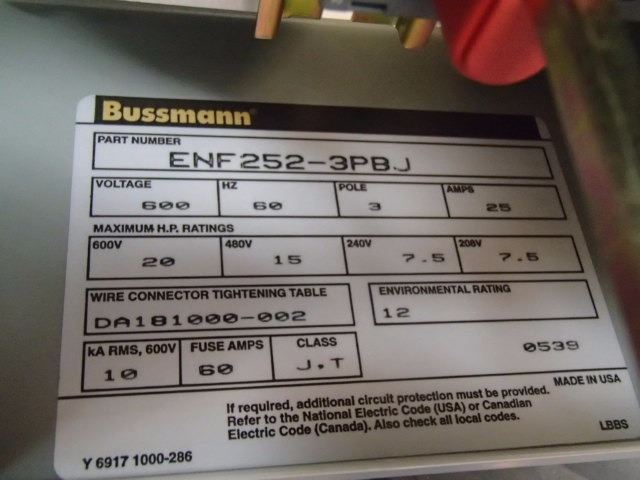 Bussmann®
PART NUMBER
ENF252-3PBJ
VOLTAGE HZ POLE AMPS
600 60 3 25
MAXIMUM H.P. RATINGS
600V 480V 240V 208V
20 15 7.5 7.5
WIRE CONNECTOR TIGHTENING TABLE ENVIRONMENTAL RATING
DA181000-002 12
kA RMS, 600V FUSE AMPS CLASS
10 60 J.T
0539
MADE IN USA
If required, additional circuit protection must be provided.
Refer to the National Electric Code (USA) or Canadian
Electric Code (Canada). Also check all local codes.
LBBS
Y 6917 1000-286